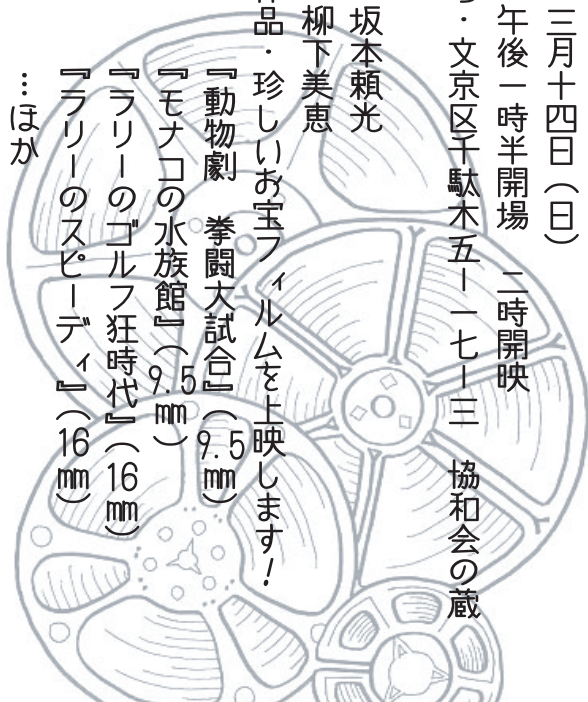 三月十四日（日）
午後一時半開場　二時開映
・文京区千駄木五ー一七ー三　協和会の蔵
坂本頼光
柳下美恵
品・珍しいお宝フィルムを上映します！
『動物劇　拳闘大試合』（9.5㎜）
『モナコの水族館』（9.5㎜）
『ラリーのゴルフ狂時代』（16㎜）
『ラリーのスピーディ』（16㎜）
…ほか